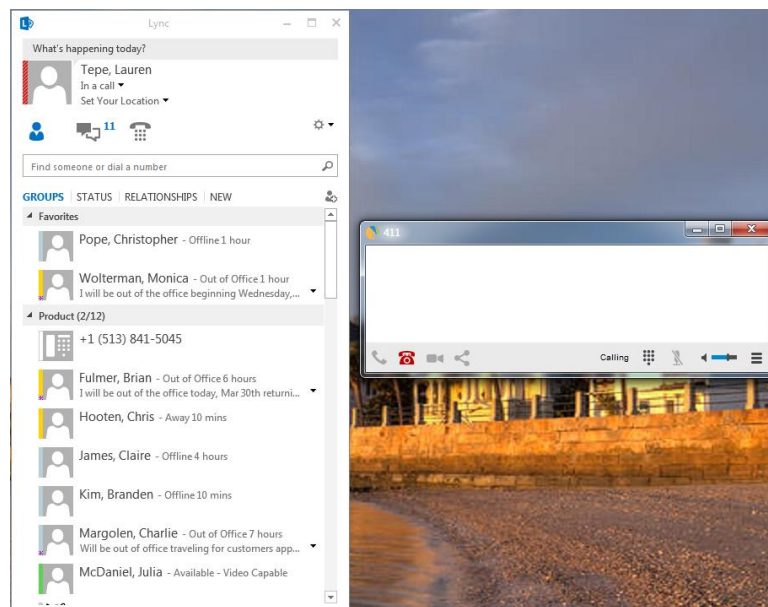 Lync
What's happening today?
Tepe, Lauren
In a call
Set Your Location
11
Find someone or dial a number
GROUPS STATUS RELATIONSHIPS NEW
Favorites
Pope, Christopher - Offline 1 hour
Wolterman, Monica - Out of Office 1 hour
I will be out of the office beginning Wednesday,...
Product (2/12)
+1 (513) 841-5045
Fulmer, Brian - Out of Office 6 hours
I will be out of the office today, Mar 30th returni...
Hooten, Chris - Away 10 mins
James, Claire - Offline 4 hours
Kim, Branden - Offline 10 mins
Margolen, Charlie - Out of Office 7 hours
Will be out of office traveling for customers app...
McDaniel, Julia - Available - Video Capable
411
Calling